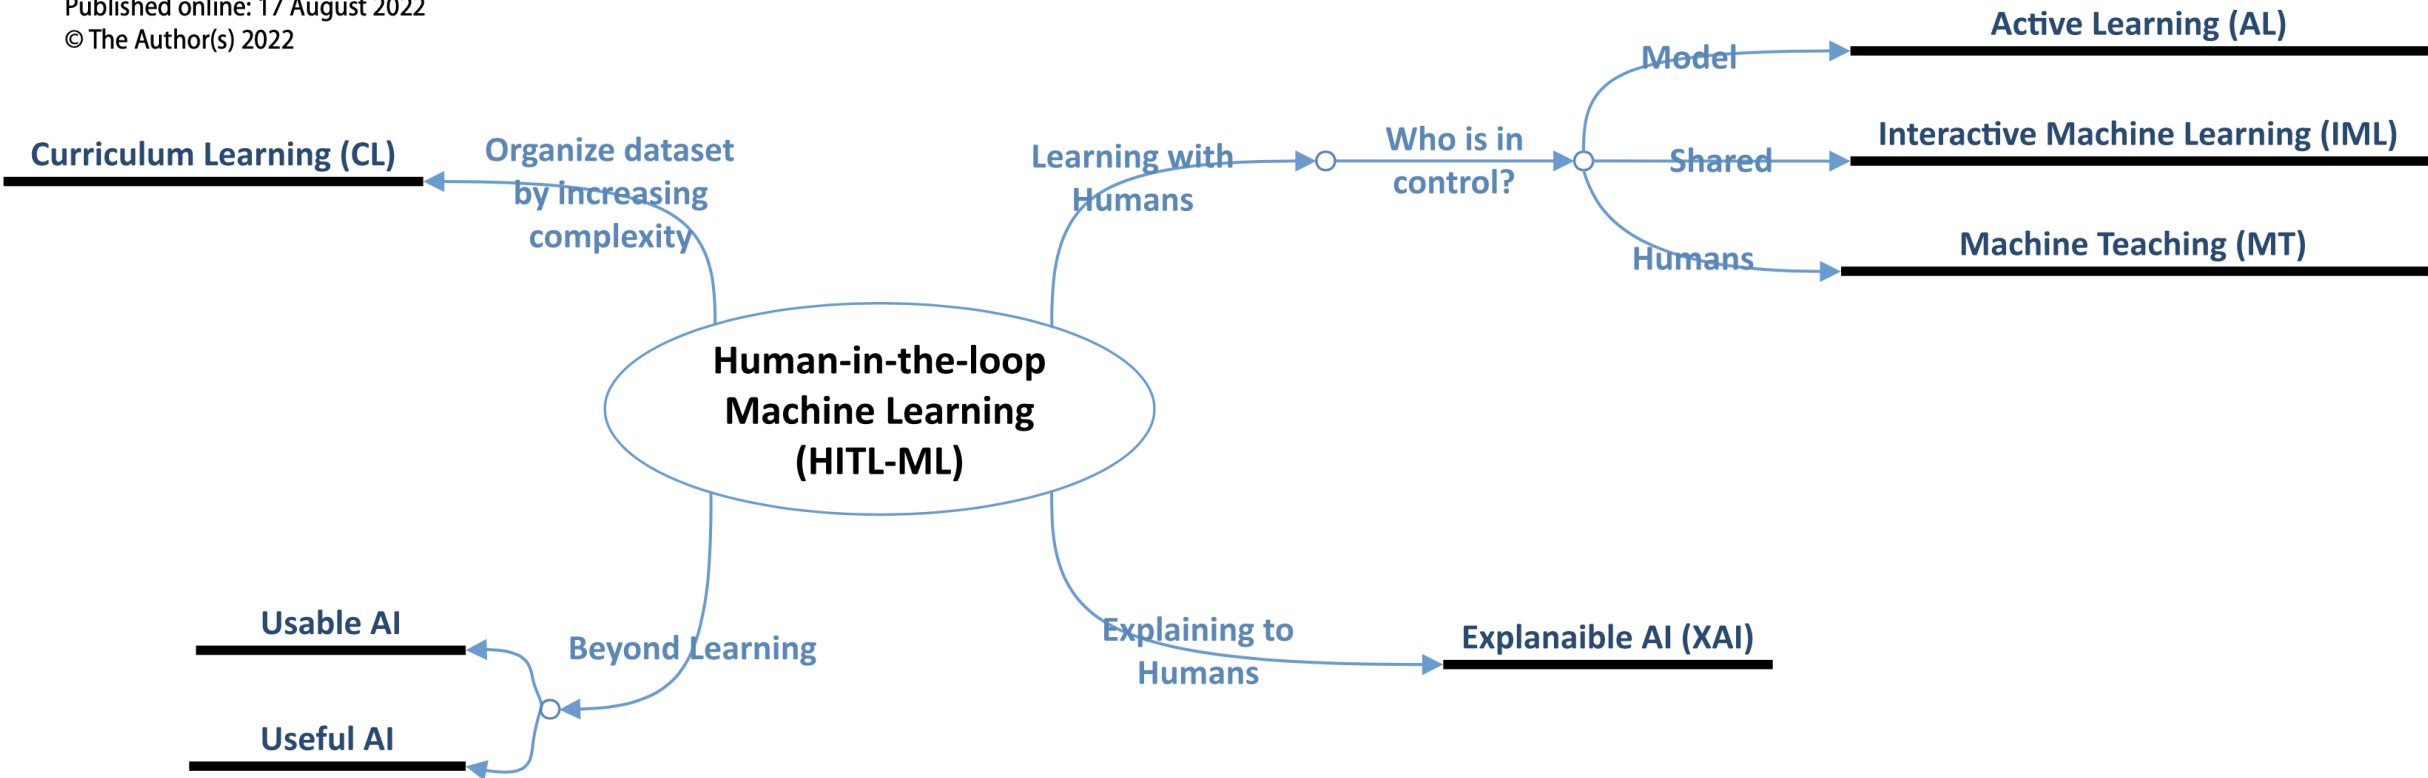 Published online: 17 August 2022
© The Author(s) 2022
Active Learning (AL)
Model
Curriculum Learning (CL)
Organize dataset
by increasing
complexity
Learning with
Humans
Who is in
control?
Shared
Interactive Machine Learning (IML)
Humans
Machine Teaching (MT)
Human-in-the-loop
Machine Learning
(HITL-ML)
Usable AI
Beyond Learning
Useful AI
Explaining to
Humans
Explanaible AI (XAI)